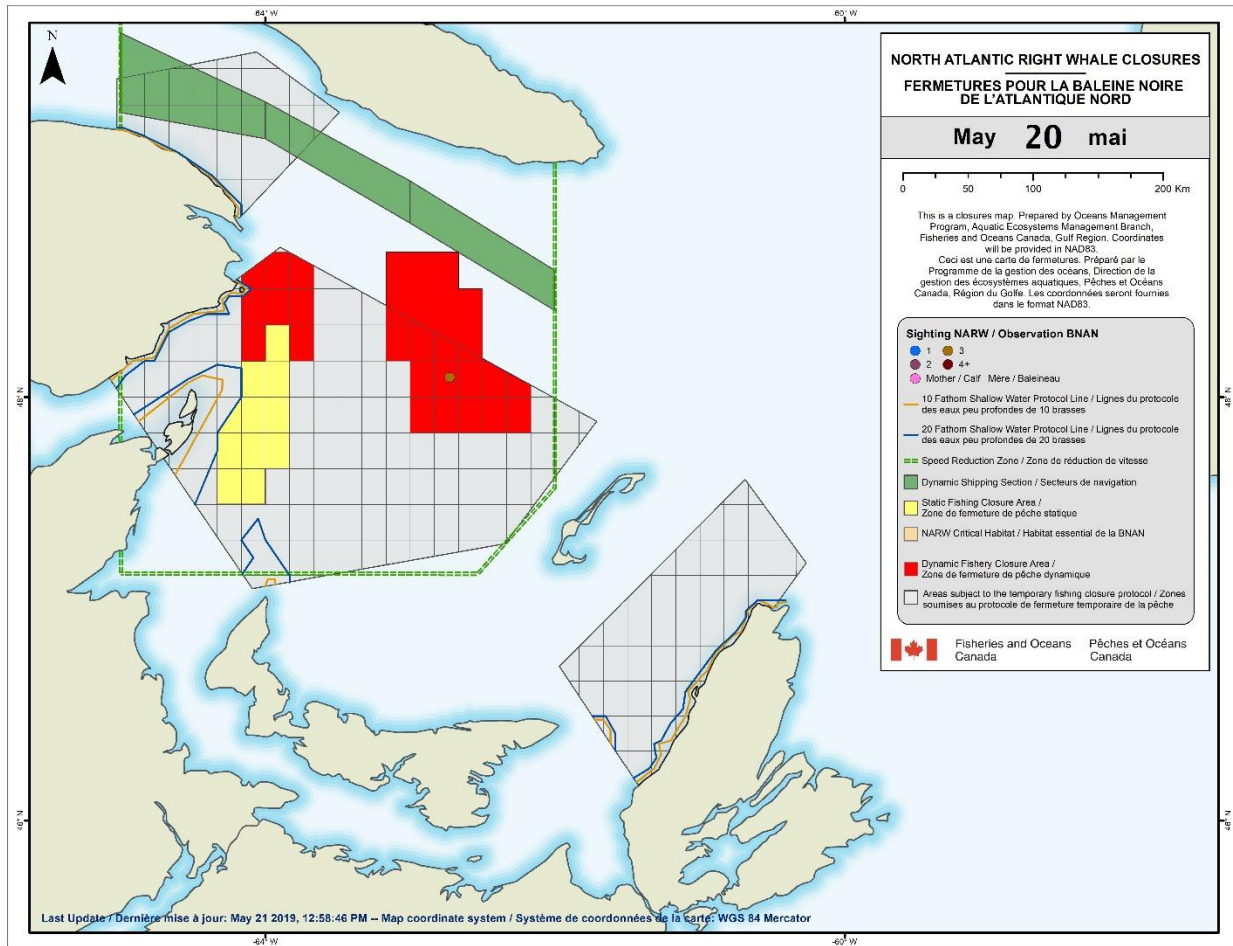 -64° W
-60° W
N
NORTH ATLANTIC RIGHT WHALE CLOSURES
FERMETURES POUR LA BALEINE NOIRE
DE L'ATLANTIQUE NORD
May 20 mai
0 50 100 200 Km
This is a closures map. Prepared by Oceans Management
Program, Aquatic Ecosystems Management Branch,
Fisheries and Oceans Canada, Gulf Region. Coordinates
will be provided in NAD83.
Ceci est une carte de fermetures. Préparé par le
Programme de la gestion des océans, Direction de la
gestion des écosystèmes aquatiques, Pêches et Océans
Canada, Région du Golfe. Les coordonnées seront fournies
dans le format NAD83.
Sighting NARW / Observation BNAN
1 3
2 4+
Mother / Calf Mère / Baleineau
10 Fathom Shallow Water Protocol Line / Lignes du protocole
des eaux peu profondes de 10 brasses
20 Fathom Shallow Water Protocol Line / Lignes du protocole
des eaux peu profondes de 20 brasses
Speed Reduction Zone / Zone de réduction de vitesse
Dynamic Shipping Section / Secteurs de navigation
Static Fishing Closure Area /
Zone de fermeture de pêche statique
NARW Critical Habitat / Habitat essential de la BNAN
Dynamic Fishery Closure Area /
Zone de fermeture de pêche dynamique
Areas subject to the temporary fishing closure protocol / Zones
soumises au protocole de fermeture temporaire de la pêche
Fisheries and Oceans Pêches et Océans
Canada Canada
48° N
48° N
46° N
46° N
Last Update / Dernière mise à jour: May 21 2019, 12:58:46 PM -- Map coordinate system / Système de coordonnées de la carte: WGS 84 Mercator
-64° W
-60° W